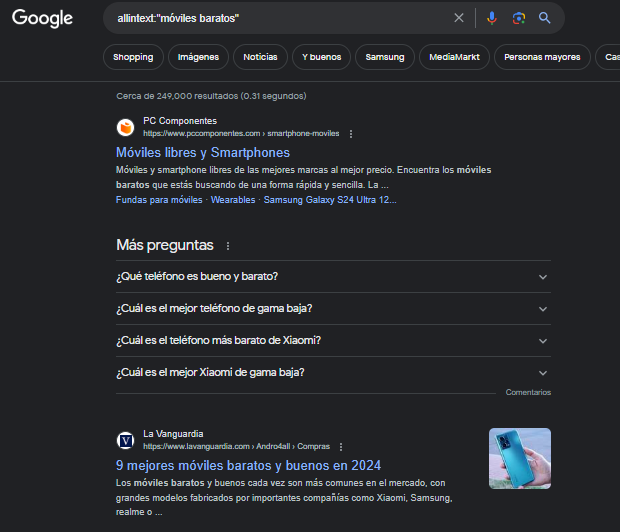 Google
allintext:"móviles baratos"
Shopping Imágenes Noticias Y buenos Samsung MediaMarkt Personas mayores Cas
Cerca de 249,000 resultados (0.31 segundos)
PC Componentes
https://www.pccomponentes.com › smartphone-moviles
Móviles libres y Smartphones
Móviles y smartphone libres de las mejores marcas al mejor precio. Encuentra los móviles
baratos que estás buscando de una forma rápida y sencilla. La ...
Fundas para móviles · Wearables · Samsung Galaxy S24 Ultra 12...
Más preguntas
¿Qué teléfono es bueno y barato?
¿Cuál es el mejor teléfono de gama baja?
¿Cuál es el teléfono más barato de Xiaomi?
¿Cuál es el mejor Xiaomi de gama baja?
Comentarios
V
La Vanguardia
https://www.lavanguardia.com › Andro4all › Compras
9 mejores móviles baratos y buenos en 2024
Los móviles baratos y buenos cada vez son más comunes en el mercado, con
grandes modelos fabricados por importantes compañías como Xiaomi, Samsung,
realme o ...